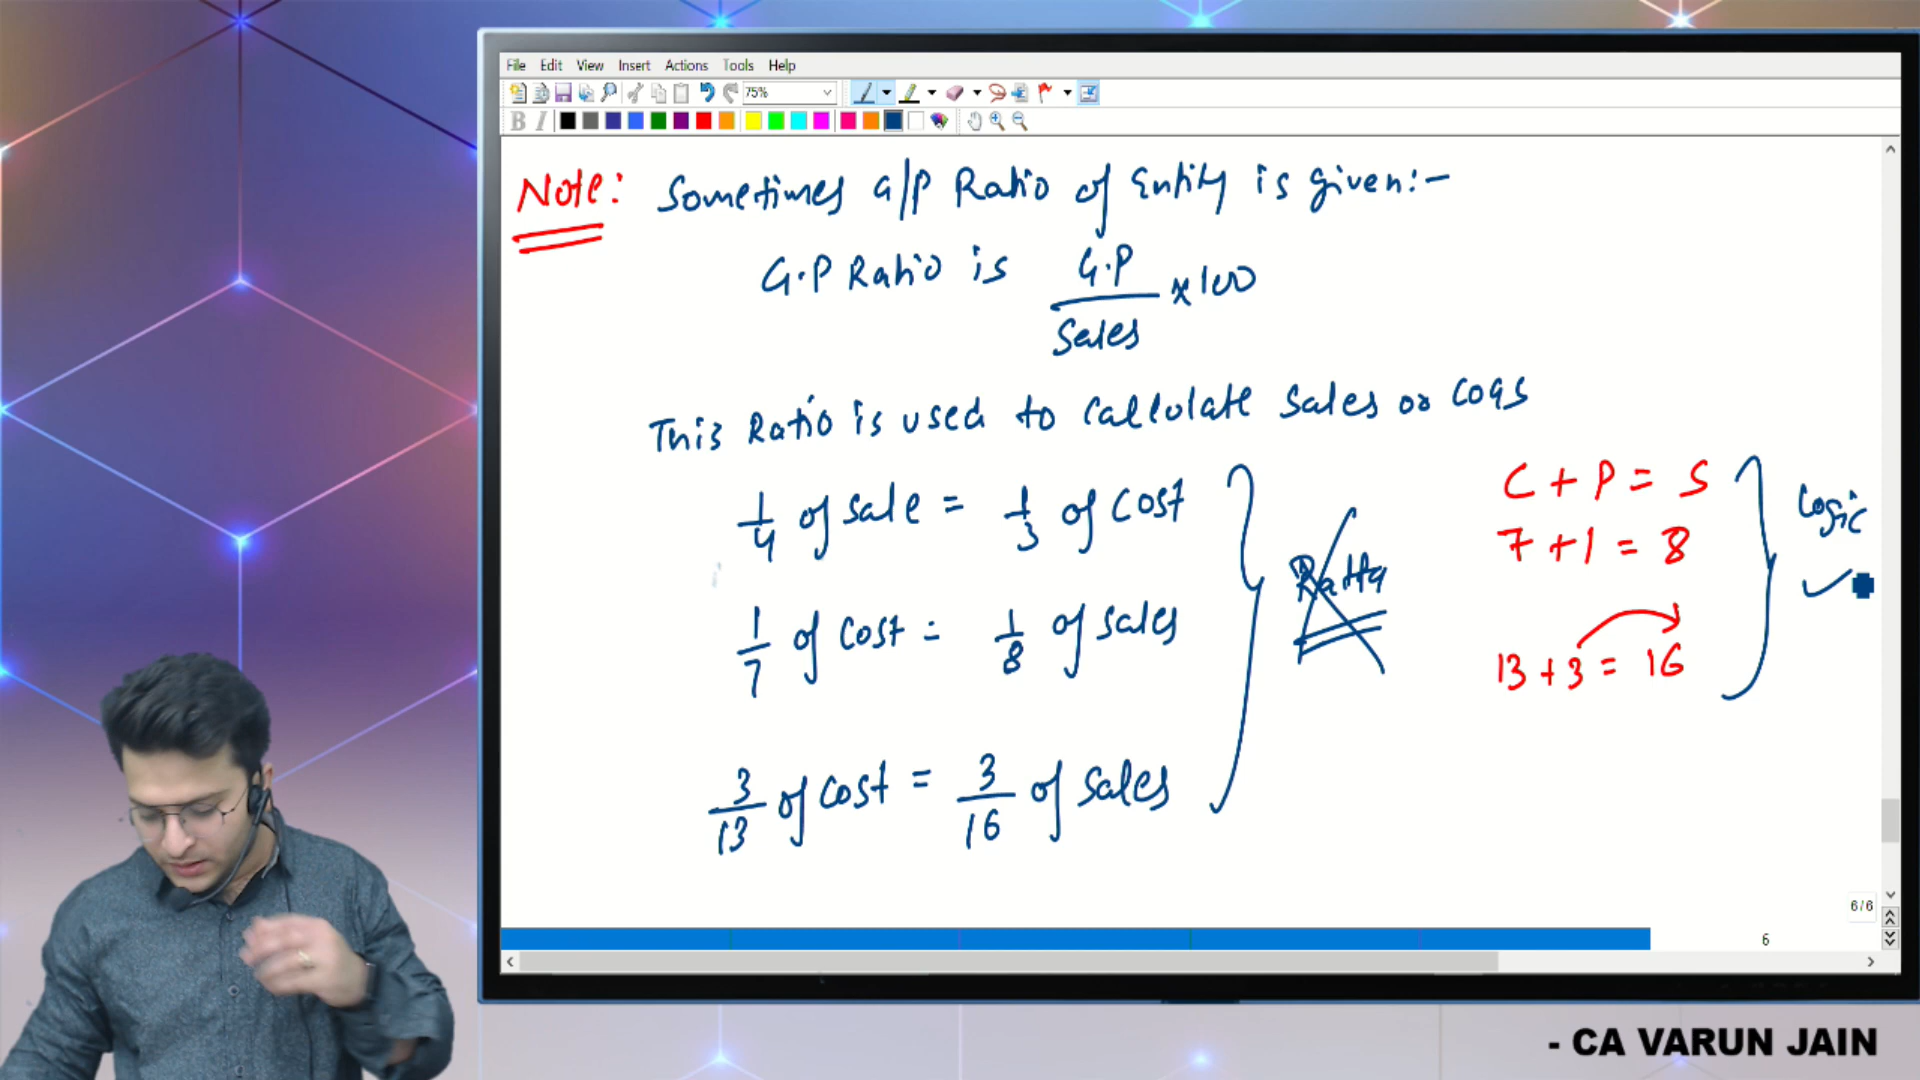 File Edit View Insert Actions Tools Help
75%
B I
Note: Sometimes G/P Ratio of Entity is given:-
G.P Ratio is G.P / Sales × 100
This Ratio is used to calculate Sales or COGS
1/4 of sale = 1/3 of cost
1/7 of cost = 1/8 of sales
3/13 of cost = 3/16 of sales
Ratta
C + P = S
7 + 1 = 8
13 + 3 = 16
Logic
6/6
6
- CA VARUN JAIN